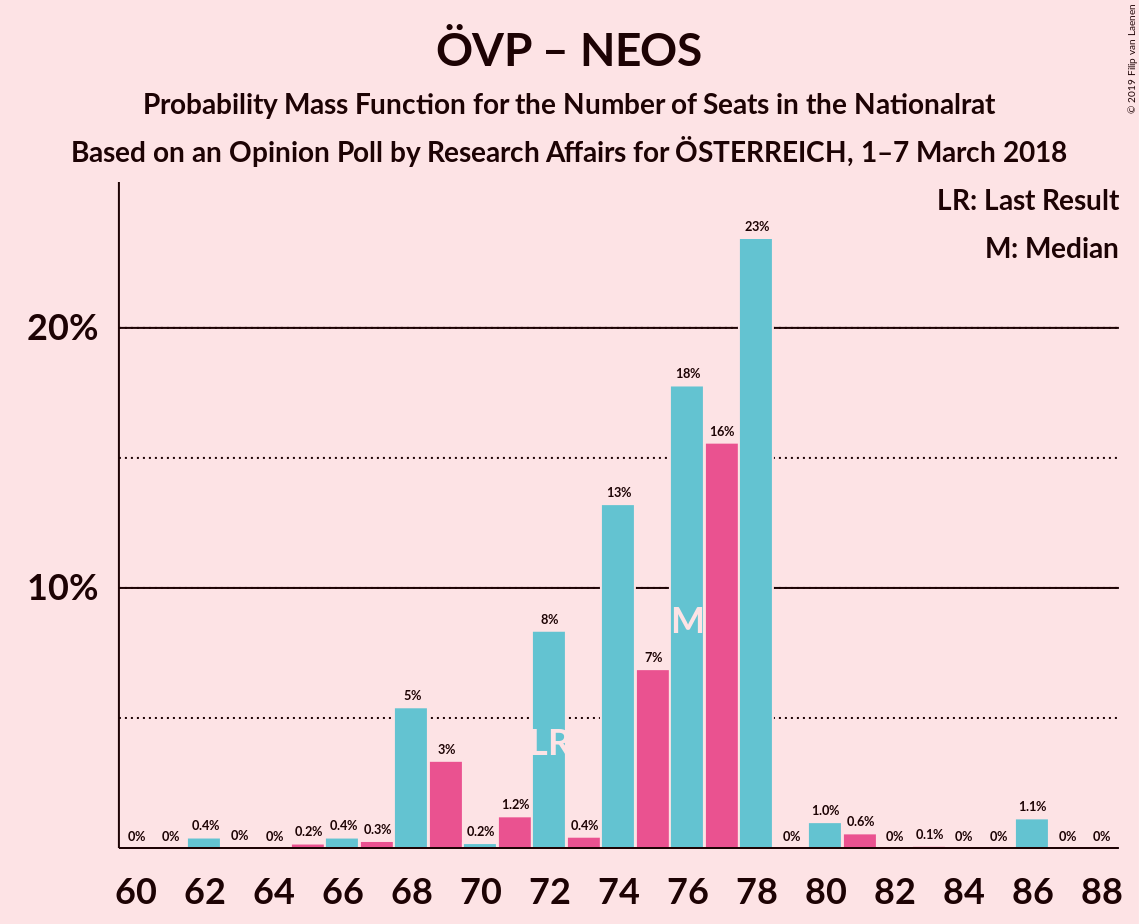 © 2019 Filip van Laenen
ÖVP – NEOS
Probability Mass Function for the Number of Seats in the Nationalrat
Based on an Opinion Poll by Research Affairs for ÖSTERREICH, 1–7 March 2018
LR: Last Result
M: Median
20%
10%
0% 0% 0.4% 0% 0% 0.2% 0.4% 0.3% 5% 3% 0.2% 1.2% 8% 0.4% 13% 7% 18% 16% 23% 0% 1.0% 0.6% 0% 0.1% 0% 0% 1.1% 0% 0%
LR
M
60 62 64 66 68 70 72 74 76 78 80 82 84 86 88